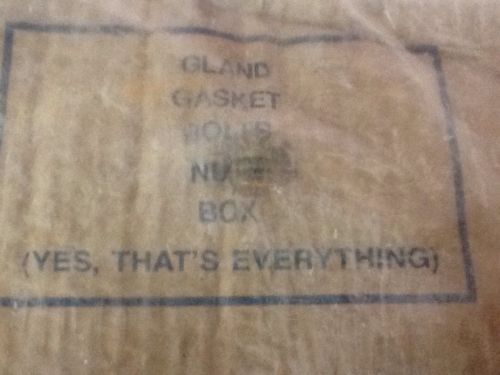 GLAND
GASKET
BOLTS
BOX
(YES, THAT'S EVERYTHING)